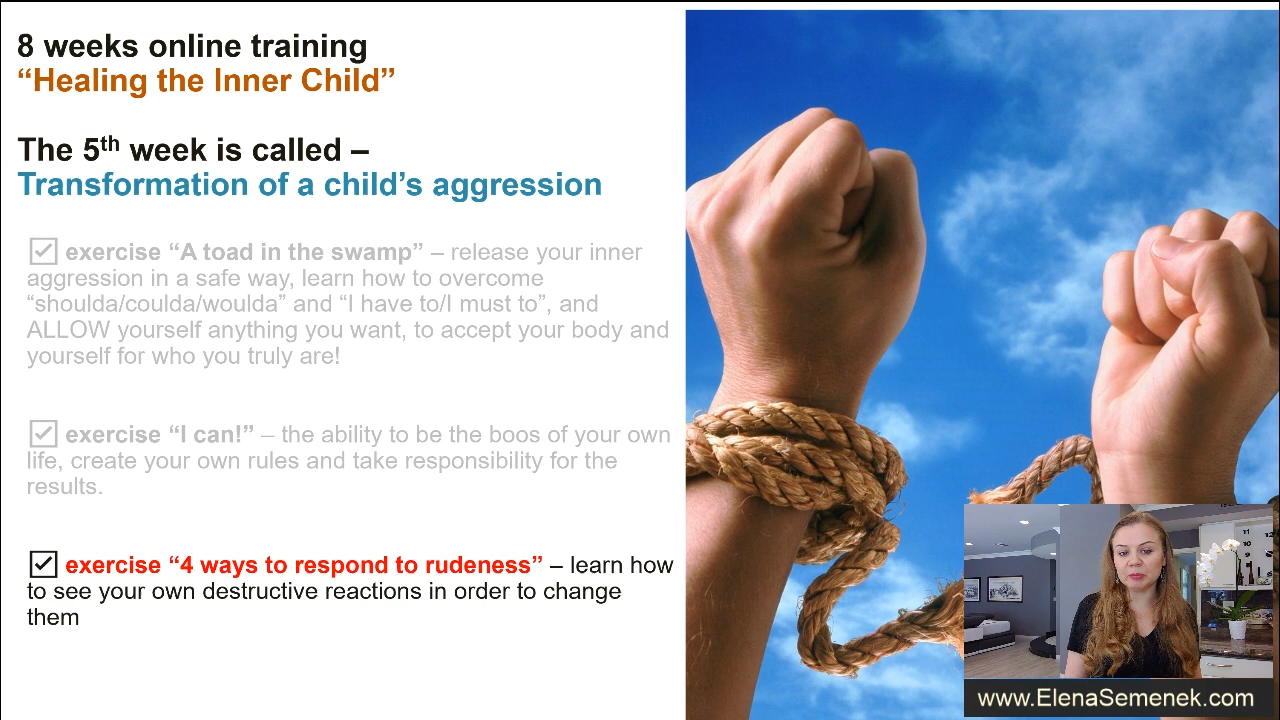 8 weeks online training
“Healing the Inner Child”
The 5th week is called –
Transformation of a child’s aggression
exercise “A toad in the swamp” – release your inner
aggression in a safe way, learn how to overcome
“shoulda/coulda/woulda” and “I have to/I must to”, and
ALLOW yourself anything you want, to accept your body and
yourself for who you truly are!
exercise “I can!” – the ability to be the boos of your own
life, create your own rules and take responsibility for the
results.
exercise “4 ways to respond to rudeness” – learn how
to see your own destructive reactions in order to change
them
www.ElenaSemenek.com